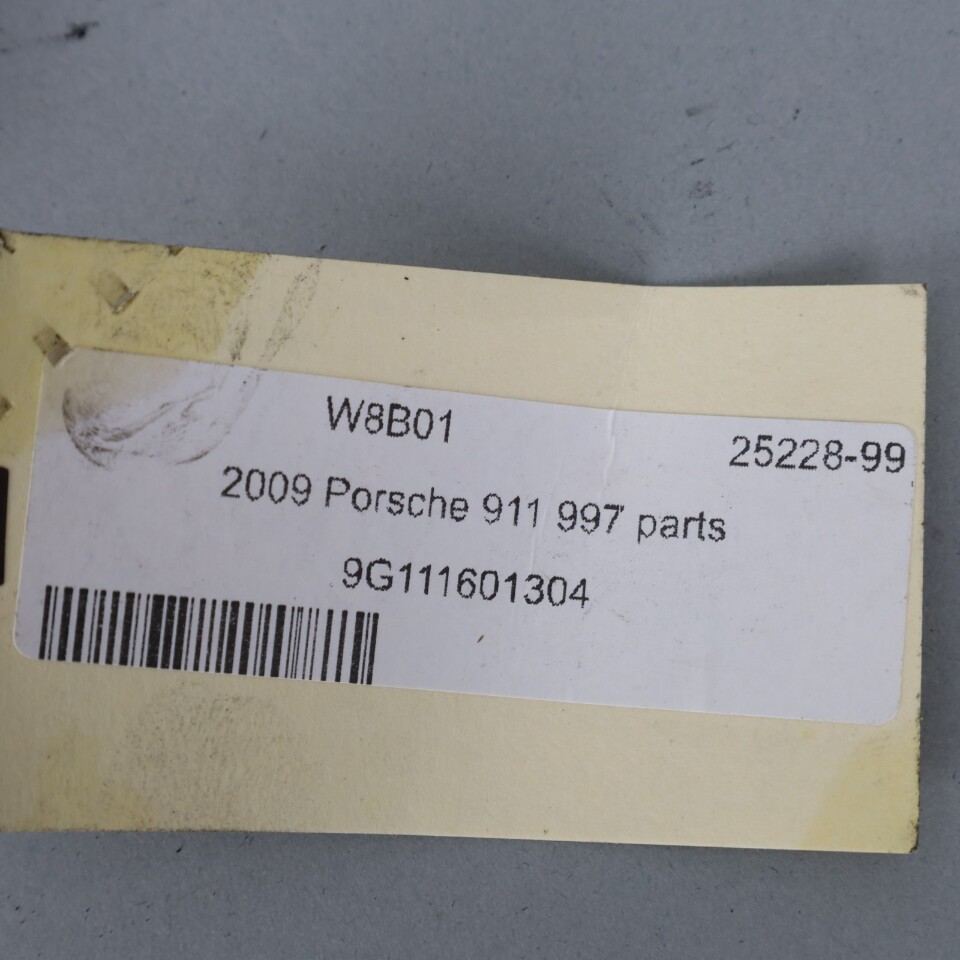 W8B01
25228-99
2009 Porsche 911 997 parts
9G111601304